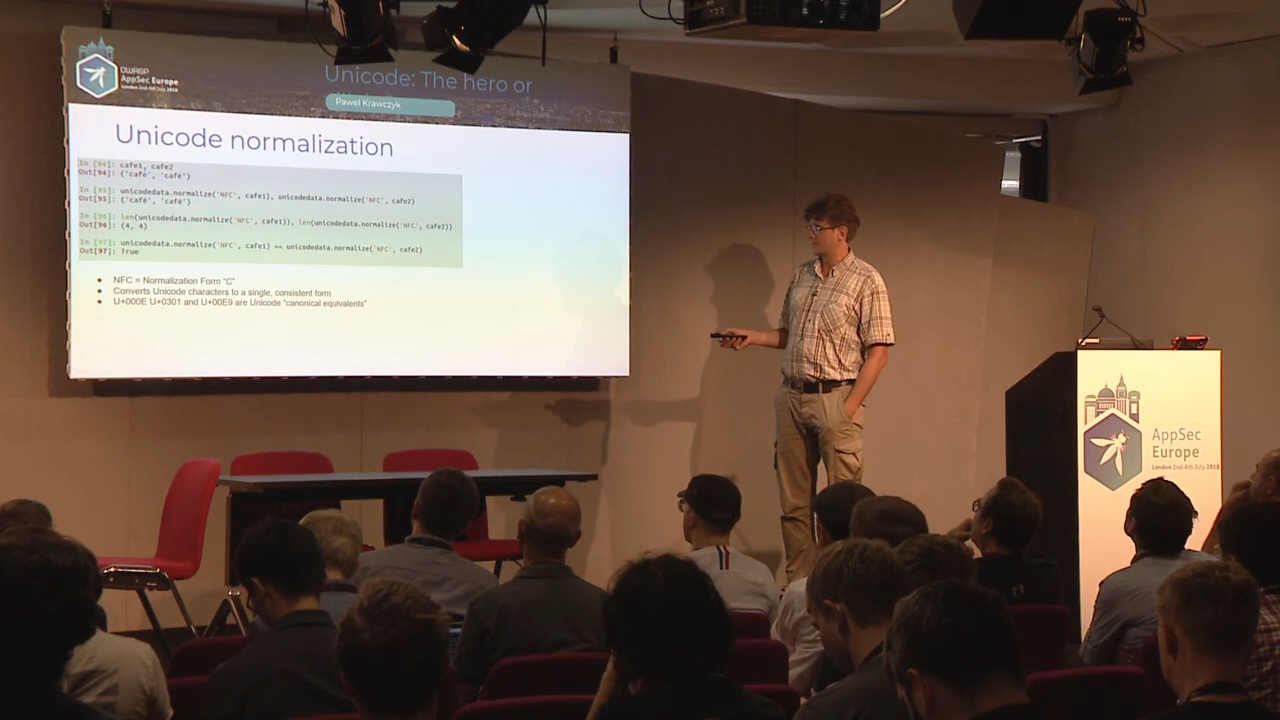 OWASP
AppSec Europe
London 2nd-6th July 2018
Unicode: The hero or
Pawel Krawczyk
Unicode normalization
In [94]: cafe1, cafe2
Out[94]: ('café', 'café')
In [95]: unicodedata.normalize('NFC', cafe1), unicodedata.normalize('NFC', cafe2)
Out[95]: ('café', 'café')
In [96]: len(unicodedata.normalize('NFC', cafe1)), len(unicodedata.normalize('NFC', cafe2))
Out[96]: (4, 4)
In [97]: unicodedata.normalize('NFC', cafe1) == unicodedata.normalize('NFC', cafe2)
Out[97]: True
● NFC = Normalization Form "C"
● Converts Unicode characters to a single, consistent form
● U+000E U+0301 and U+00E9 are Unicode "canonical equivalents"
AppSec
Europe
London 2nd-6th July 2018